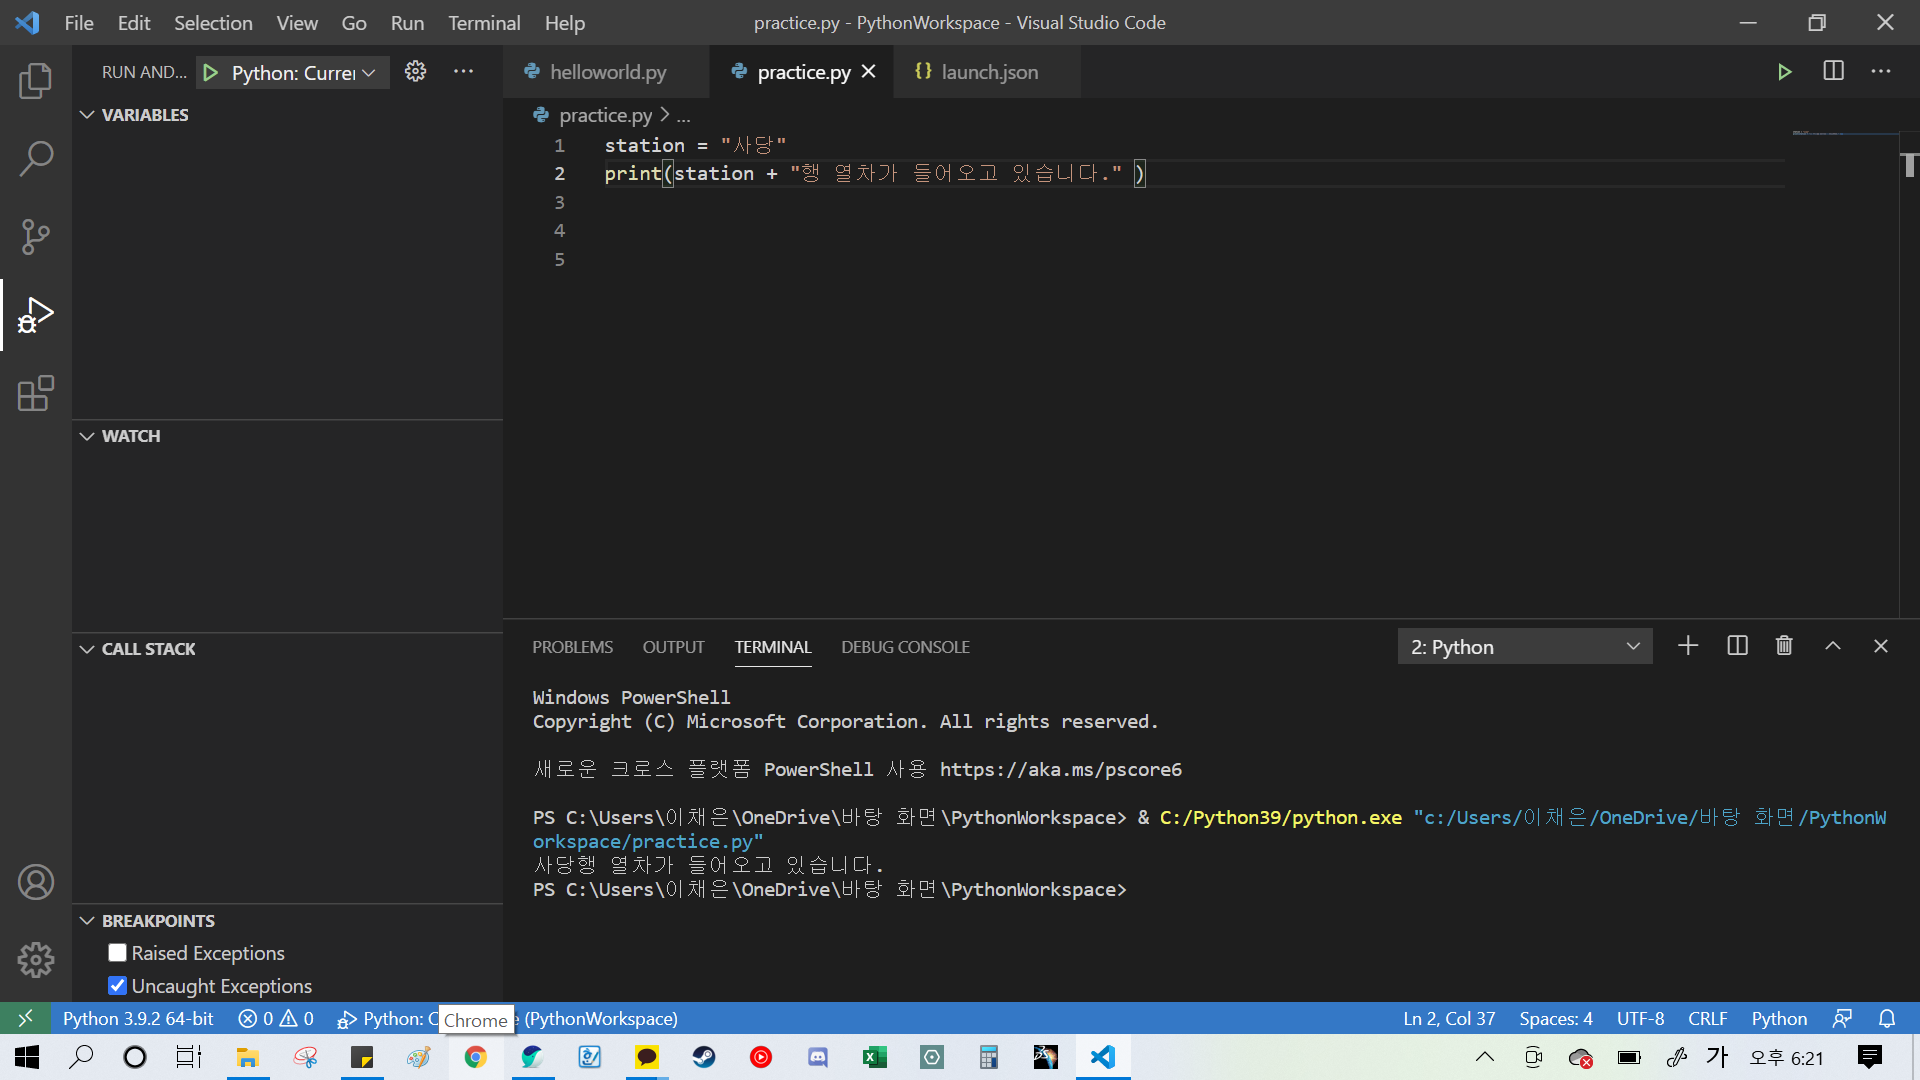 File Edit Selection View Go Run Terminal Help practice.py - PythonWorkspace - Visual Studio Code
RUN AND... Python: Currer
VARIABLES
WATCH
CALL STACK
BREAKPOINTS
Raised Exceptions
Uncaught Exceptions
helloworld.py practice.py {} launch.json
practice.py > ...
1 station = "사당"
2 print(station + "행 열차가 들어오고 있습니다." )
3
4
5
PROBLEMS OUTPUT TERMINAL DEBUG CONSOLE 2: Python
Windows PowerShell
Copyright (C) Microsoft Corporation. All rights reserved.
새로운 크로스 플랫폼 PowerShell 사용 https://aka.ms/pscore6
PS C:\Users\이채은\OneDrive\바탕 화면\PythonWorkspace> & C:/Python39/python.exe "c:/Users/이채은/OneDrive/바탕 화면/PythonW
orkspace/practice.py"
사당행 열차가 들어오고 있습니다.
PS C:\Users\이채은\OneDrive\바탕 화면\PythonWorkspace>
Python 3.9.2 64-bit 0 0 Python: C Chrome (PythonWorkspace) Ln 2, Col 37 Spaces: 4 UTF-8 CRLF Python
가 오후 6:21